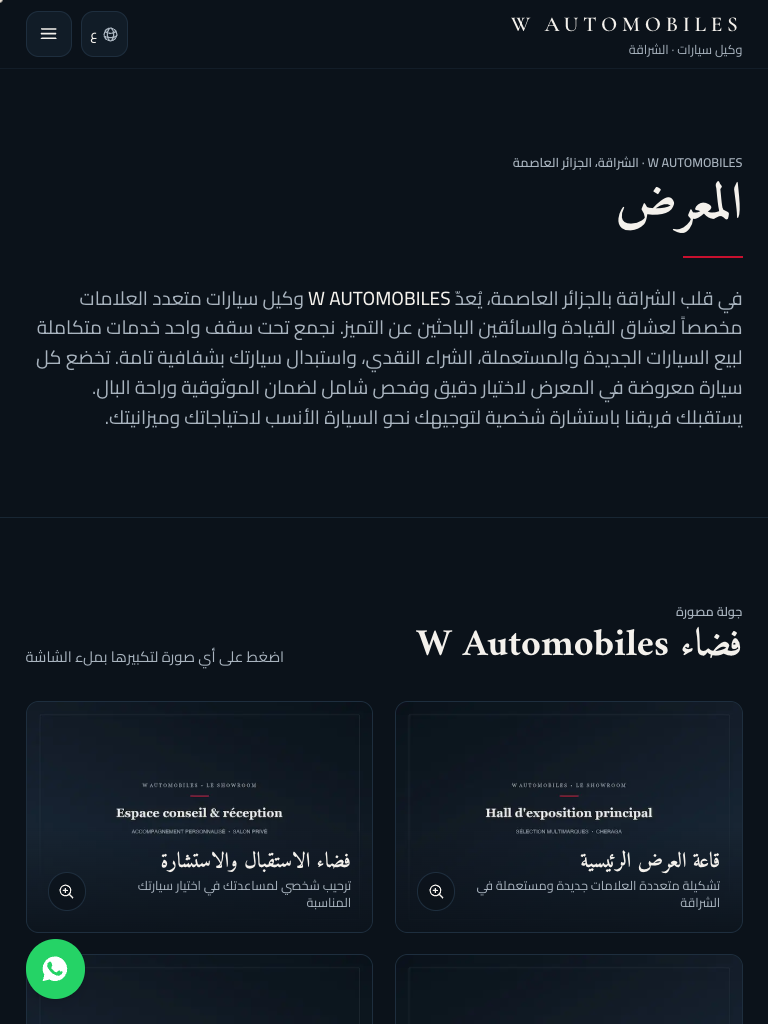 W AUTOMOBILES
وكيل سيارات · الشراقة
ع
W AUTOMOBILES · الشراقة، الجزائر العاصمة
المعرض
في قلب الشراقة بالجزائر العاصمة، يُعدّ W AUTOMOBILES وكيل سيارات متعدد العلامات
مخصصاً لعشاق القيادة والسائقين الباحثين عن التميز. نجمع تحت سقف واحد خدمات متكاملة
لبيع السيارات الجديدة والمستعملة، الشراء النقدي، واستبدال سيارتك بشفافية تامة. تخضع كل
سيارة معروضة في المعرض لاختيار دقيق وفحص شامل لضمان الموثوقية وراحة البال.
يستقبلك فريقنا باستشارة شخصية لتوجيهك نحو السيارة الأنسب لاحتياجاتك وميزانيتك.
جولة مصورة
فضاء W Automobiles
اضغط على أي صورة لتكبيرها بملء الشاشة
W AUTOMOBILES • LE SHOWROOM
Hall d'exposition principal
SÉLECTION MULTIMARQUES • CHERAGA
قاعة العرض الرئيسية
تشكيلة متعددة العلامات جديدة ومستعملة في
الشراقة
W AUTOMOBILES • LE SHOWROOM
Espace conseil & réception
ACCOMPAGNEMENT PERSONNALISÉ • SALON PRIVÉ
فضاء الاستقبال والاستشارة
ترحيب شخصي لمساعدتك في اختيار سيارتك
المناسبة